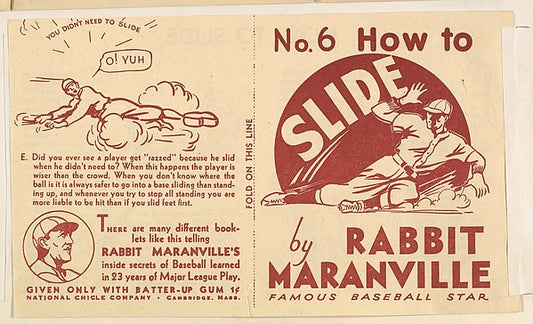 YOU DIDN'T NEED TO SLIDE
O! YUH
E. Did you ever see a player get "razzed" because he slid
when he didn't need to? When this happens the player is
wiser than the crowd. When you don't know where the
ball is it is always safer to go into a base sliding than stand-
ing up, and whenever you try to stop all standing you are
more liable to be hit than if you slid feet first.
THERE are many different book-
lets like this telling
RABBIT MARANVILLE'S
inside secrets of Baseball learned
in 23 years of Major League Play.
GIVEN ONLY WITH BATTER-UP GUM 1¢
NATIONAL CHICLE COMPANY • CAMBRIDGE, MASS.
FOLD ON THIS LINE
No. 6 How to
SLIDE
by RABBIT
MARANVILLE
FAMOUS BASEBALL STAR